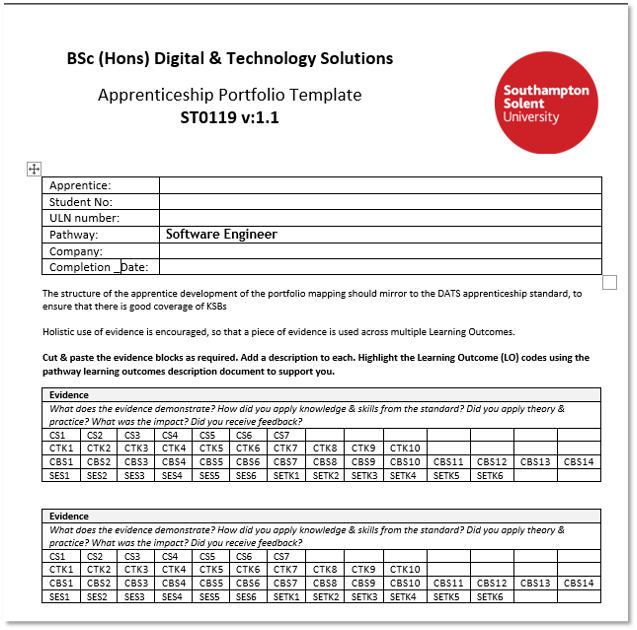 BSc (Hons) Digital & Technology Solutions
Apprenticeship Portfolio Template
ST0119 v:1.1
Southampton
Solent
University
Apprentice:
Student No:
ULN number:
Pathway: Software Engineer
Company:
Completion _Date:
The structure of the apprentice development of the portfolio mapping should mirror to the DATS apprenticeship standard, to
ensure that there is good coverage of KSBs
Holistic use of evidence is encouraged, so that a piece of evidence is used across multiple Learning Outcomes.
Cut & paste the evidence blocks as required. Add a description to each. Highlight the Learning Outcome (LO) codes using the
pathway learning outcomes description document to support you.
Evidence
What does the evidence demonstrate? How did you apply knowledge & skills from the standard? Did you apply theory &
practice? What was the impact? Did you receive feedback?
CS1 CS2 CS3 CS4 CS5 CS6 CS7
CTK1 CTK2 CTK3 CTK4 CTK5 CTK6 CTK7 CTK8 CTK9 CTK10
CBS1 CBS2 CBS3 CBS4 CBS5 CBS6 CBS7 CBS8 CBS9 CBS10 CBS11 CBS12 CBS13 CBS14
SES1 SES2 SES3 SES4 SES5 SES6 SETK1 SETK2 SETK3 SETK4 SETK5 SETK6
Evidence
What does the evidence demonstrate? How did you apply knowledge & skills from the standard? Did you apply theory &
practice? What was the impact? Did you receive feedback?
CS1 CS2 CS3 CS4 CS5 CS6 CS7
CTK1 CTK2 CTK3 CTK4 CTK5 CTK6 CTK7 CTK8 CTK9 CTK10
CBS1 CBS2 CBS3 CBS4 CBS5 CBS6 CBS7 CBS8 CBS9 CBS10 CBS11 CBS12 CBS13 CBS14
SES1 SES2 SES3 SES4 SES5 SES6 SETK1 SETK2 SETK3 SETK4 SETK5 SETK6